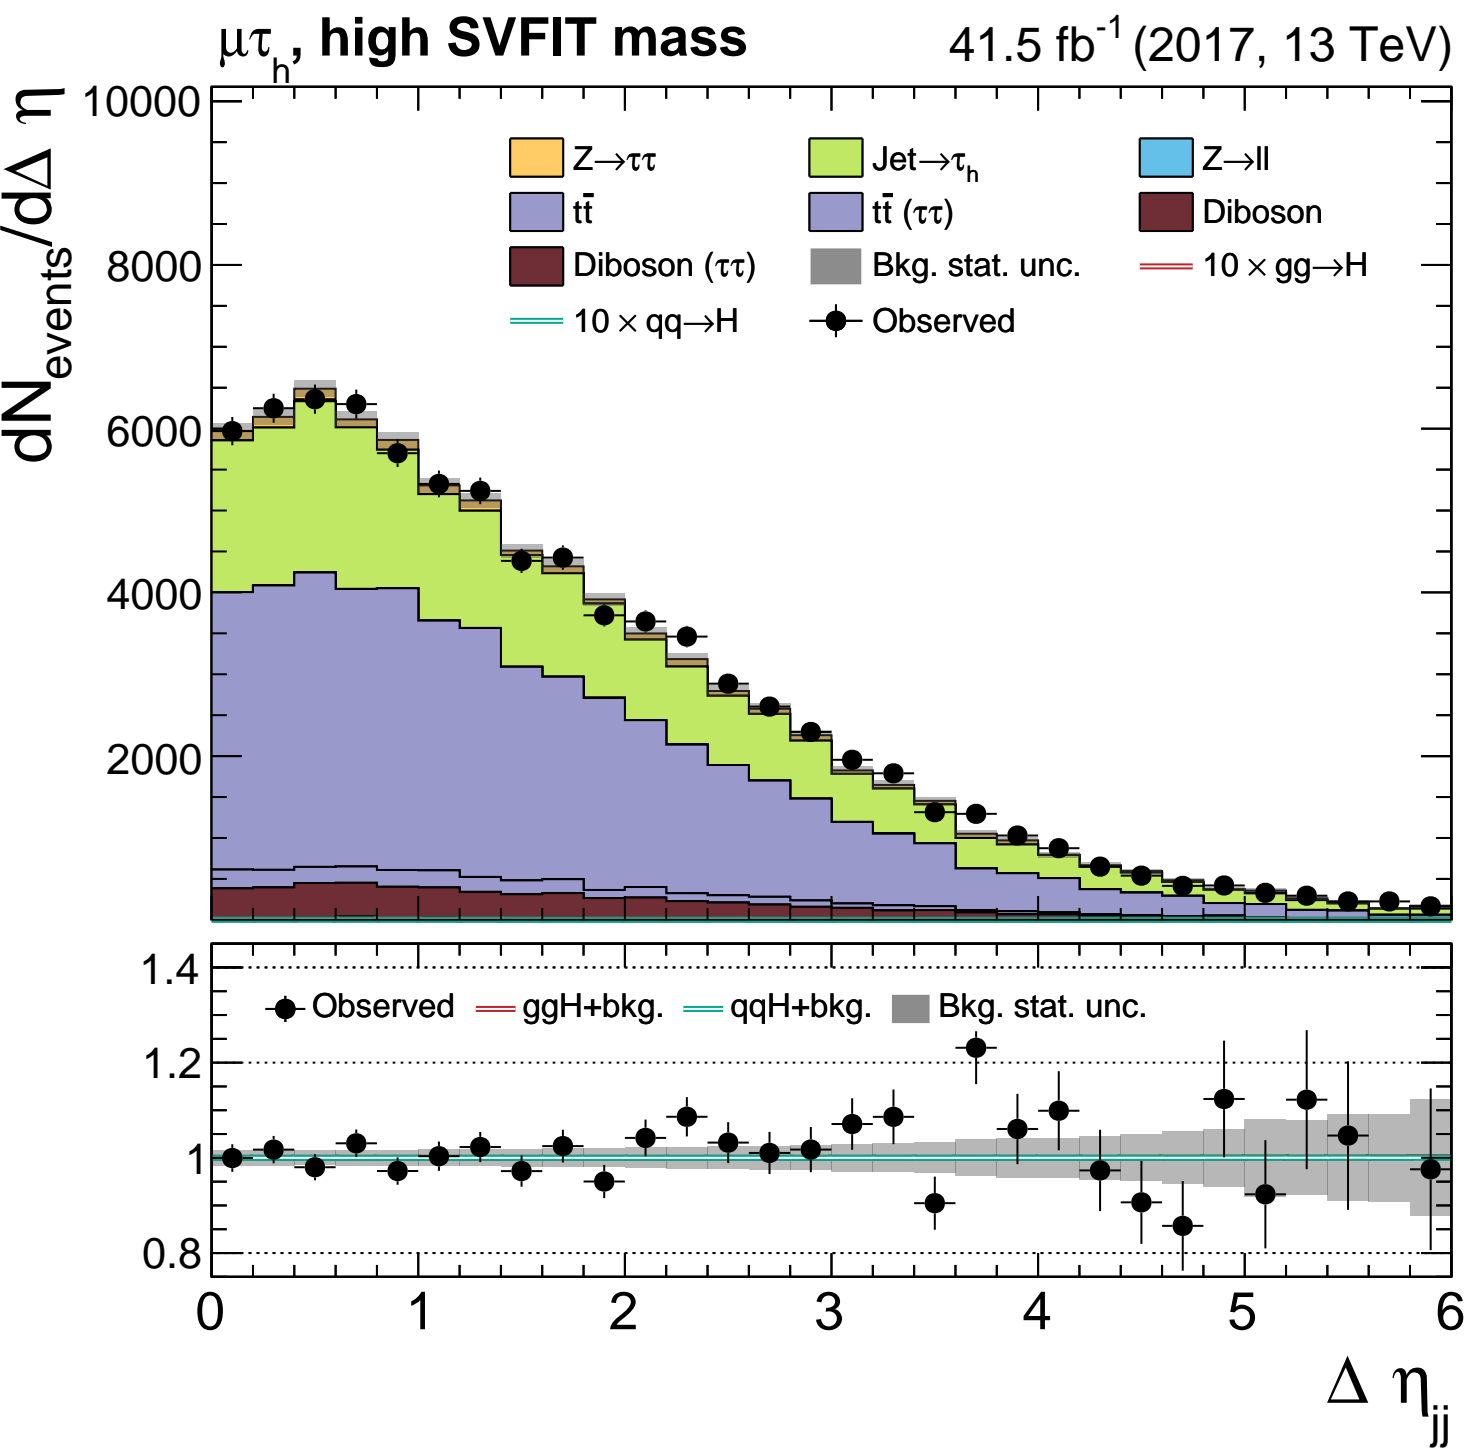 μτₕ, high SVFIT mass 41.5 fb⁻¹ (2017, 13 TeV)
dN_events/dΔ η
10000
8000
6000
4000
2000
Z→ττ Jet→τₕ Z→ll
tt̄ tt̄ (ττ) Diboson
Diboson (ττ) Bkg. stat. unc. 10 × gg→H
10 × qq→H Observed
1.4
1.2
1
0.8
Observed ggH+bkg. qqH+bkg. Bkg. stat. unc.
0 1 2 3 4 5 6
Δ η_jj